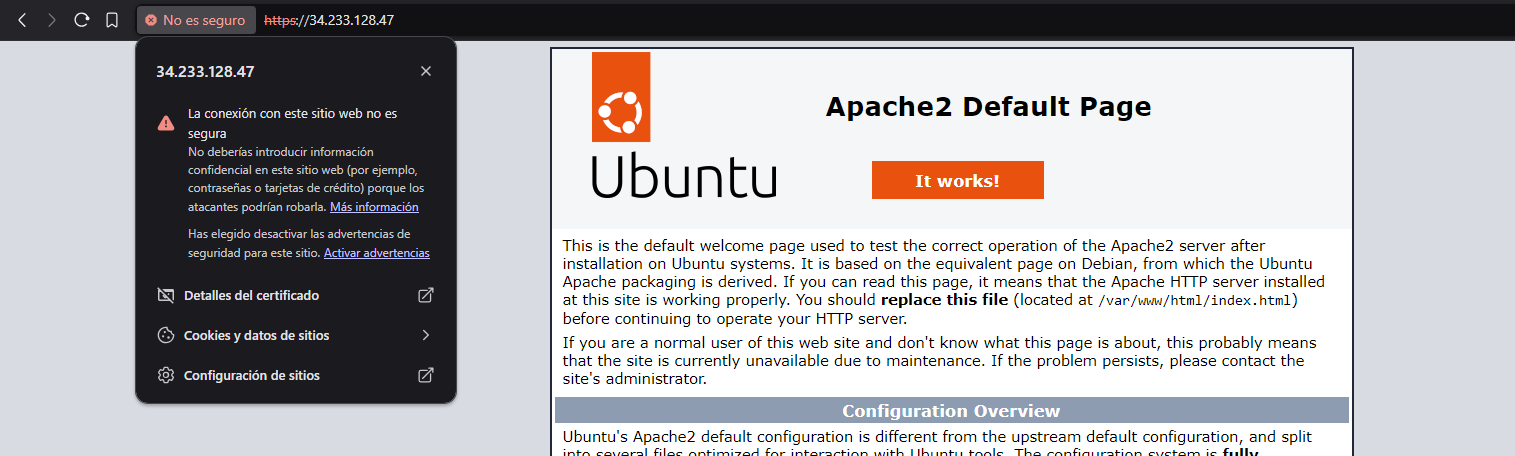 No es seguro https://34.233.128.47
34.233.128.47
La conexión con este sitio web no es
segura
No deberías introducir información
confidencial en este sitio web (por ejemplo,
contraseñas o tarjetas de crédito) porque los
atacantes podrían robarla. Más información
Has elegido desactivar las advertencias de
seguridad para este sitio. Activar advertencias
Detalles del certificado
Cookies y datos de sitios
Configuración de sitios
Ubuntu
Apache2 Default Page
It works!
This is the default welcome page used to test the correct operation of the Apache2 server after
installation on Ubuntu systems. It is based on the equivalent page on Debian, from which the Ubuntu
Apache packaging is derived. If you can read this page, it means that the Apache HTTP server installed
at this site is working properly. You should replace this file (located at /var/www/html/index.html)
before continuing to operate your HTTP server.
If you are a normal user of this web site and don't know what this page is about, this probably means
that the site is currently unavailable due to maintenance. If the problem persists, please contact the
site's administrator.
Configuration Overview
Ubuntu's Apache2 default configuration is different from the upstream default configuration, and split
into several files optimized for interaction with Ubuntu tools. The configuration system is fully